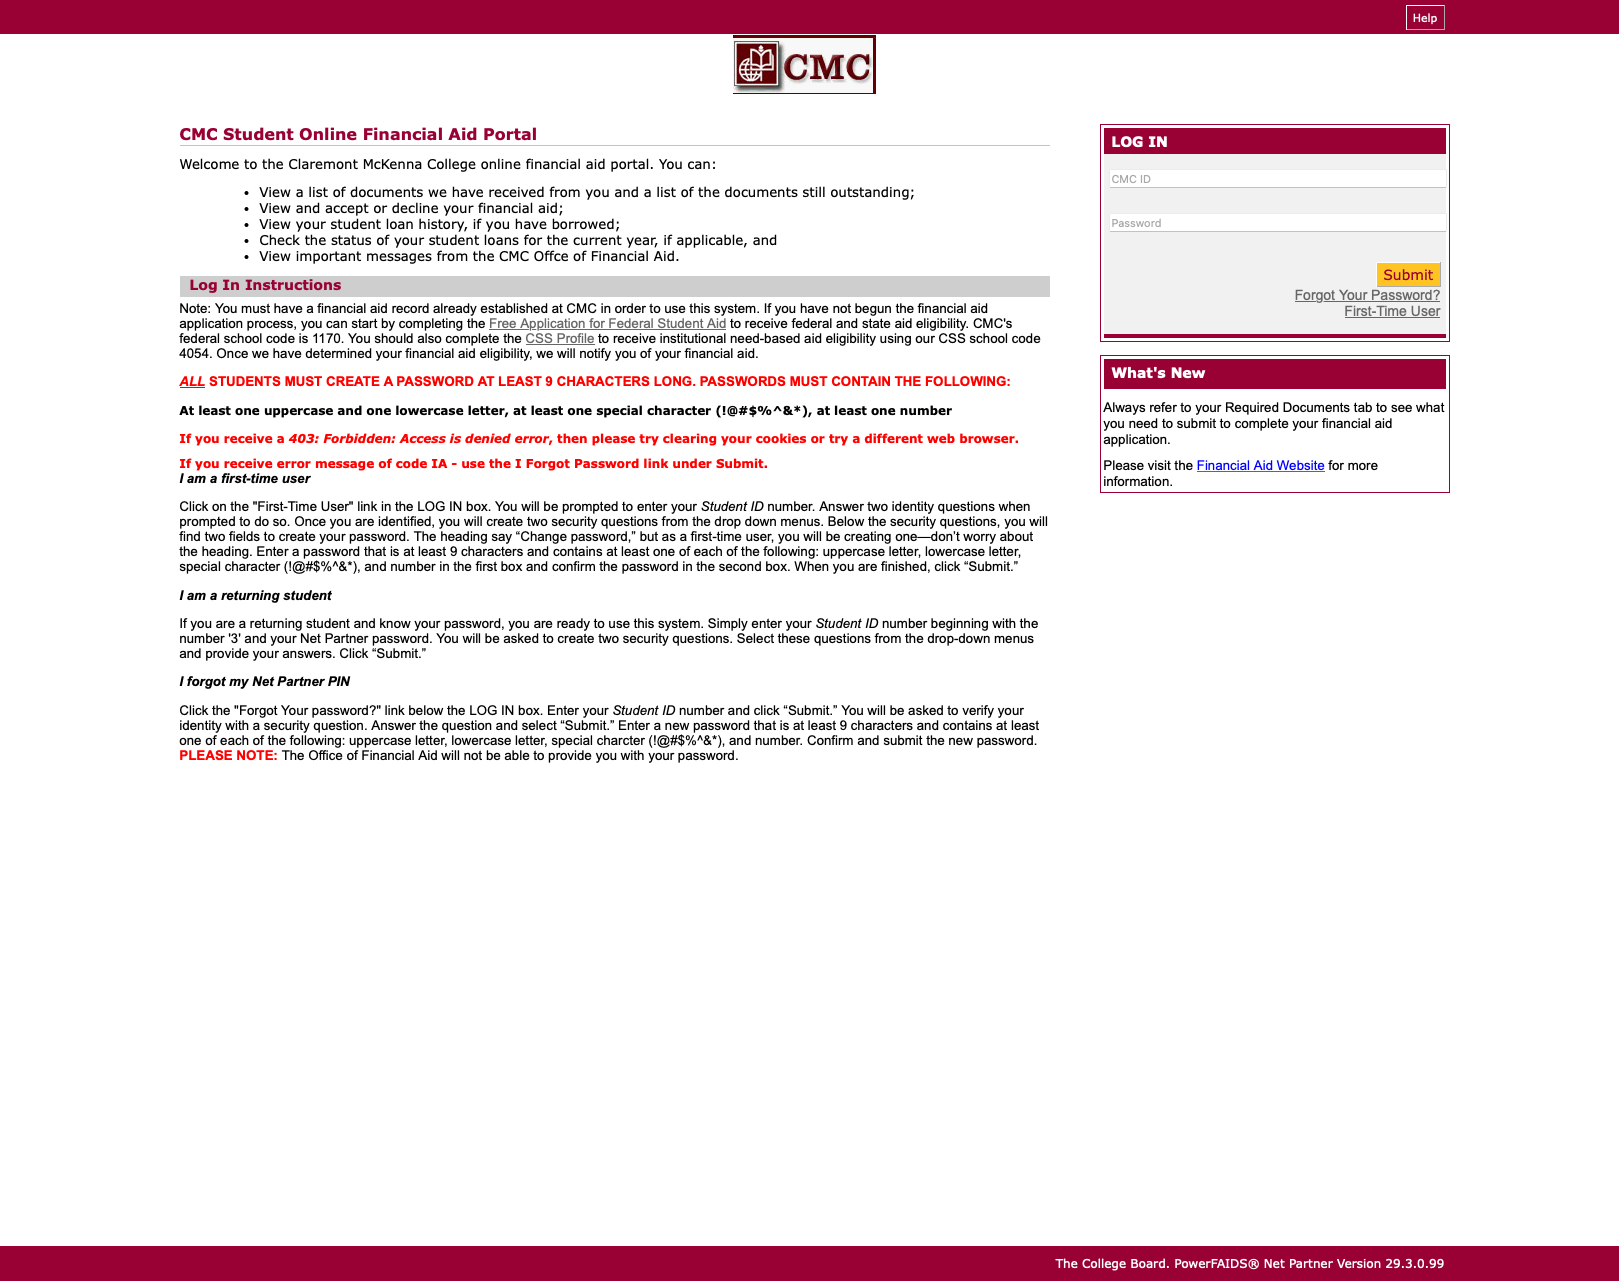 Help
CMC
CMC Student Online Financial Aid Portal
Welcome to the Claremont McKenna College online financial aid portal. You can:
• View a list of documents we have received from you and a list of the documents still outstanding;
• View and accept or decline your financial aid;
• View your student loan history, if you have borrowed;
• Check the status of your student loans for the current year, if applicable, and
• View important messages from the CMC Offce of Financial Aid.
Log In Instructions
Note: You must have a financial aid record already established at CMC in order to use this system. If you have not begun the financial aid
application process, you can start by completing the Free Application for Federal Student Aid to receive federal and state aid eligibility. CMC's
federal school code is 1170. You should also complete the CSS Profile to receive institutional need-based aid eligibility using our CSS school code
4054. Once we have determined your financial aid eligibility, we will notify you of your financial aid.
ALL STUDENTS MUST CREATE A PASSWORD AT LEAST 9 CHARACTERS LONG. PASSWORDS MUST CONTAIN THE FOLLOWING:
At least one uppercase and one lowercase letter, at least one special character (!@#$%^&*), at least one number
If you receive a 403: Forbidden: Access is denied error, then please try clearing your cookies or try a different web browser.
If you receive error message of code IA - use the I Forgot Password link under Submit.
I am a first-time user
Click on the "First-Time User" link in the LOG IN box. You will be prompted to enter your Student ID number. Answer two identity questions when
prompted to do so. Once you are identified, you will create two security questions from the drop down menus. Below the security questions, you will
find two fields to create your password. The heading say “Change password,” but as a first-time user, you will be creating one—don’t worry about
the heading. Enter a password that is at least 9 characters and contains at least one of each of the following: uppercase letter, lowercase letter,
special character (!@#$%^&*), and number in the first box and confirm the password in the second box. When you are finished, click “Submit.”
I am a returning student
If you are a returning student and know your password, you are ready to use this system. Simply enter your Student ID number beginning with the
number '3' and your Net Partner password. You will be asked to create two security questions. Select these questions from the drop-down menus
and provide your answers. Click “Submit.”
I forgot my Net Partner PIN
Click the "Forgot Your password?" link below the LOG IN box. Enter your Student ID number and click “Submit.” You will be asked to verify your
identity with a security question. Answer the question and select “Submit.” Enter a new password that is at least 9 characters and contains at least
one of each of the following: uppercase letter, lowercase letter, special charcter (!@#$%^&*), and number. Confirm and submit the new password.
PLEASE NOTE: The Office of Financial Aid will not be able to provide you with your password.
LOG IN
CMC ID
Password
Submit
Forgot Your Password?
First-Time User
What's New
Always refer to your Required Documents tab to see what
you need to submit to complete your financial aid
application.
Please visit the Financial Aid Website for more
information.
The College Board. PowerFAIDS® Net Partner Version 29.3.0.99